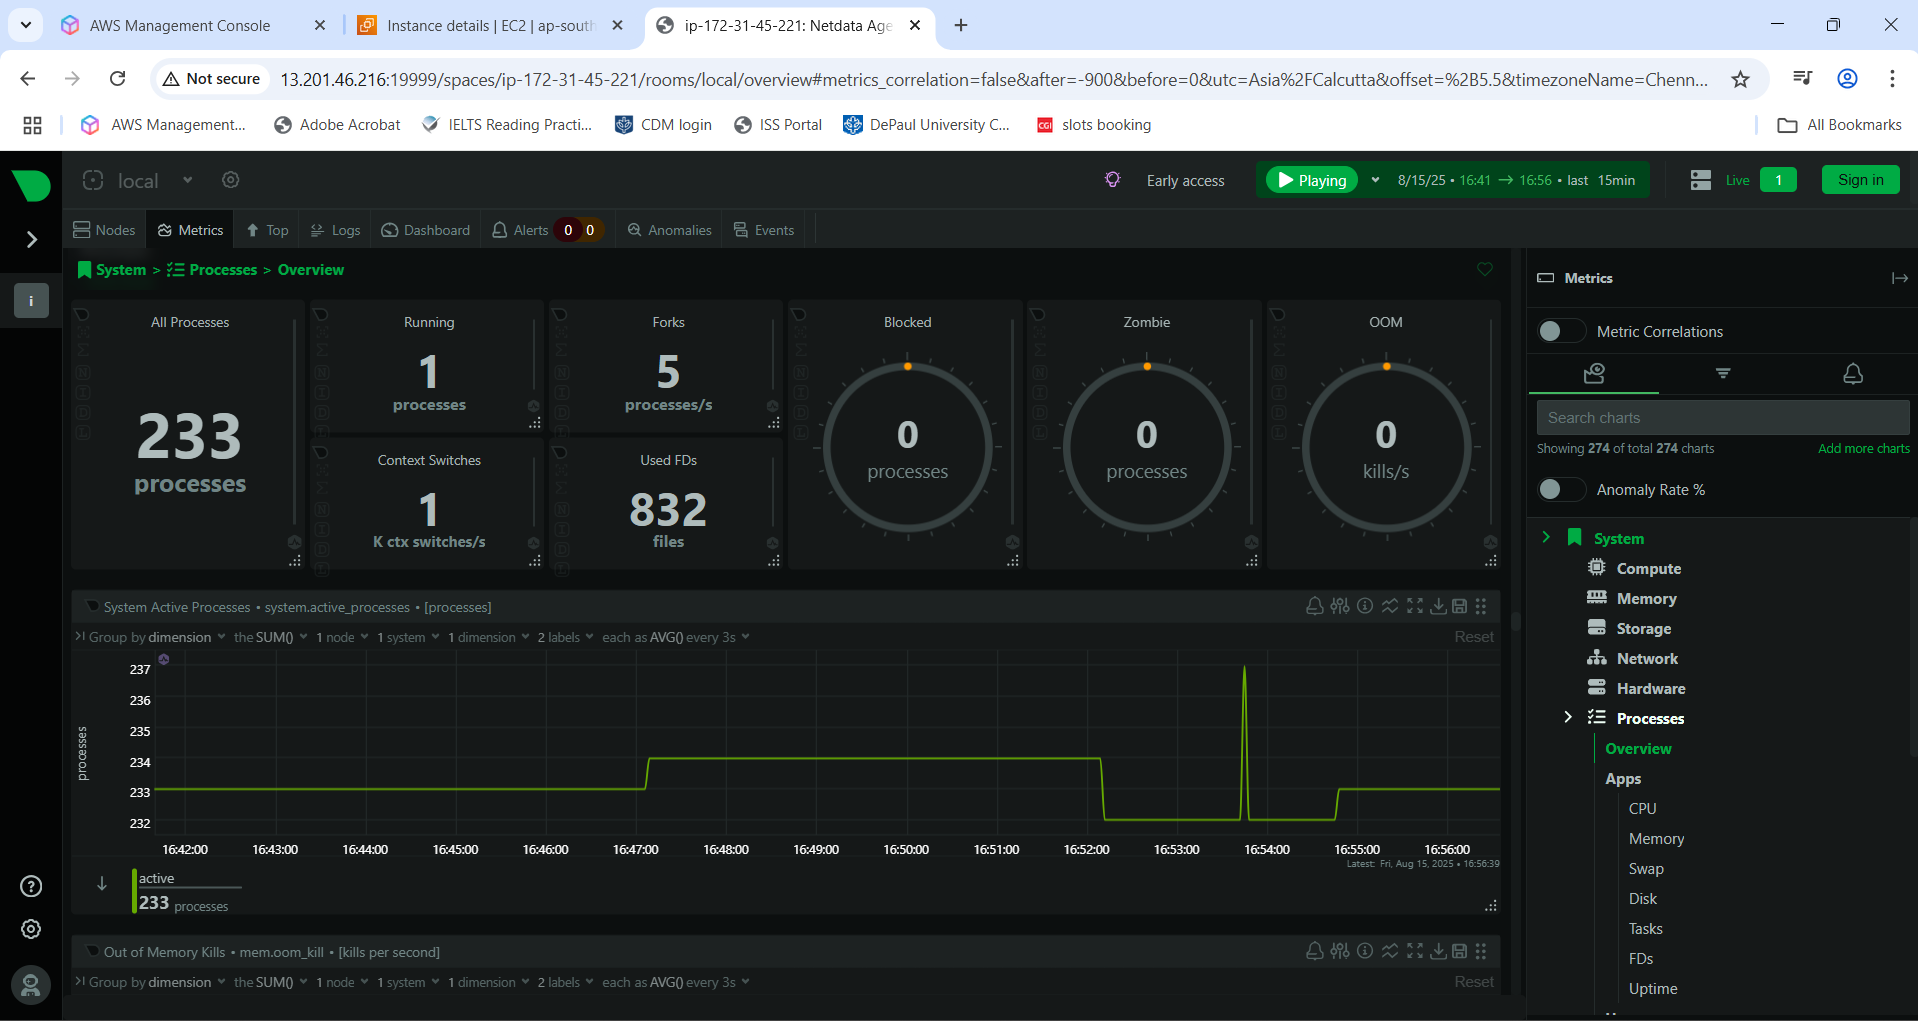 AWS Management Console
Instance details | EC2 | ap-south
ip-172-31-45-221: Netdata Age
Not secure
13.201.46.216:19999/spaces/ip-172-31-45-221/rooms/local/overview#metrics_correlation=false&after=-900&before=0&utc=Asia%2FCalcutta&offset=%2B5.5&timezoneName=Chenn...
AWS Management...
Adobe Acrobat
IELTS Reading Practi...
CDM login
ISS Portal
DePaul University C...
CGI
slots booking
All Bookmarks
local
Early access
Playing
8/15/25 • 16:41 → 16:56 • last 15min
Live
1
Sign in
Nodes
Metrics
Top
Logs
Dashboard
Alerts 0 0
Anomalies
Events
i
System > Processes > Overview
All Processes
233
processes
Running
1
processes
Forks
5
processes/s
Context Switches
1
K ctx switches/s
Used FDs
832
files
Blocked
0
processes
Zombie
0
processes
OOM
0
kills/s
System Active Processes • system.active_processes • [processes]
Group by dimension the SUM() 1 node 1 system 1 dimension 2 labels each as AVG() every 3s
Reset
processes
237
236
235
234
233
232
16:42:00 16:43:00 16:44:00 16:45:00 16:46:00 16:47:00 16:48:00 16:49:00 16:50:00 16:51:00 16:52:00 16:53:00 16:54:00 16:55:00 16:56:00
Latest: Fri, Aug 15, 2025 • 16:56:39
active
233 processes
Out of Memory Kills • mem.oom_kill • [kills per second]
Group by dimension the SUM() 1 node 1 system 1 dimension 2 labels each as AVG() every 3s
Reset
Metrics
Metric Correlations
Search charts
Showing 274 of total 274 charts
Add more charts
Anomaly Rate %
System
Compute
Memory
Storage
Network
Hardware
Processes
Overview
Apps
CPU
Memory
Swap
Disk
Tasks
FDs
Uptime